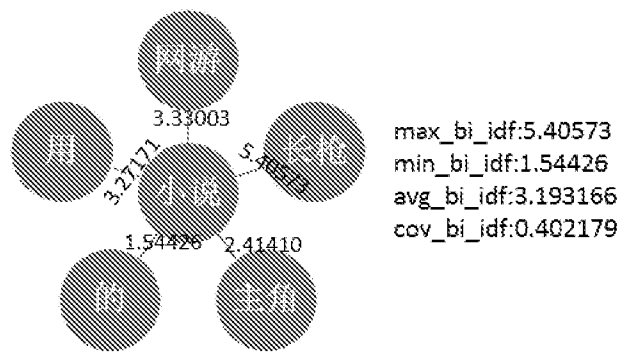 网游
3.33003
用
3.27171
长枪
5.40573
小说
1.54426
2.41410
的
主角
max_bi_idf:5.40573
min_bi_idf:1.54426
avg_bi_idf:3.193166
cov_bi_idf:0.402179